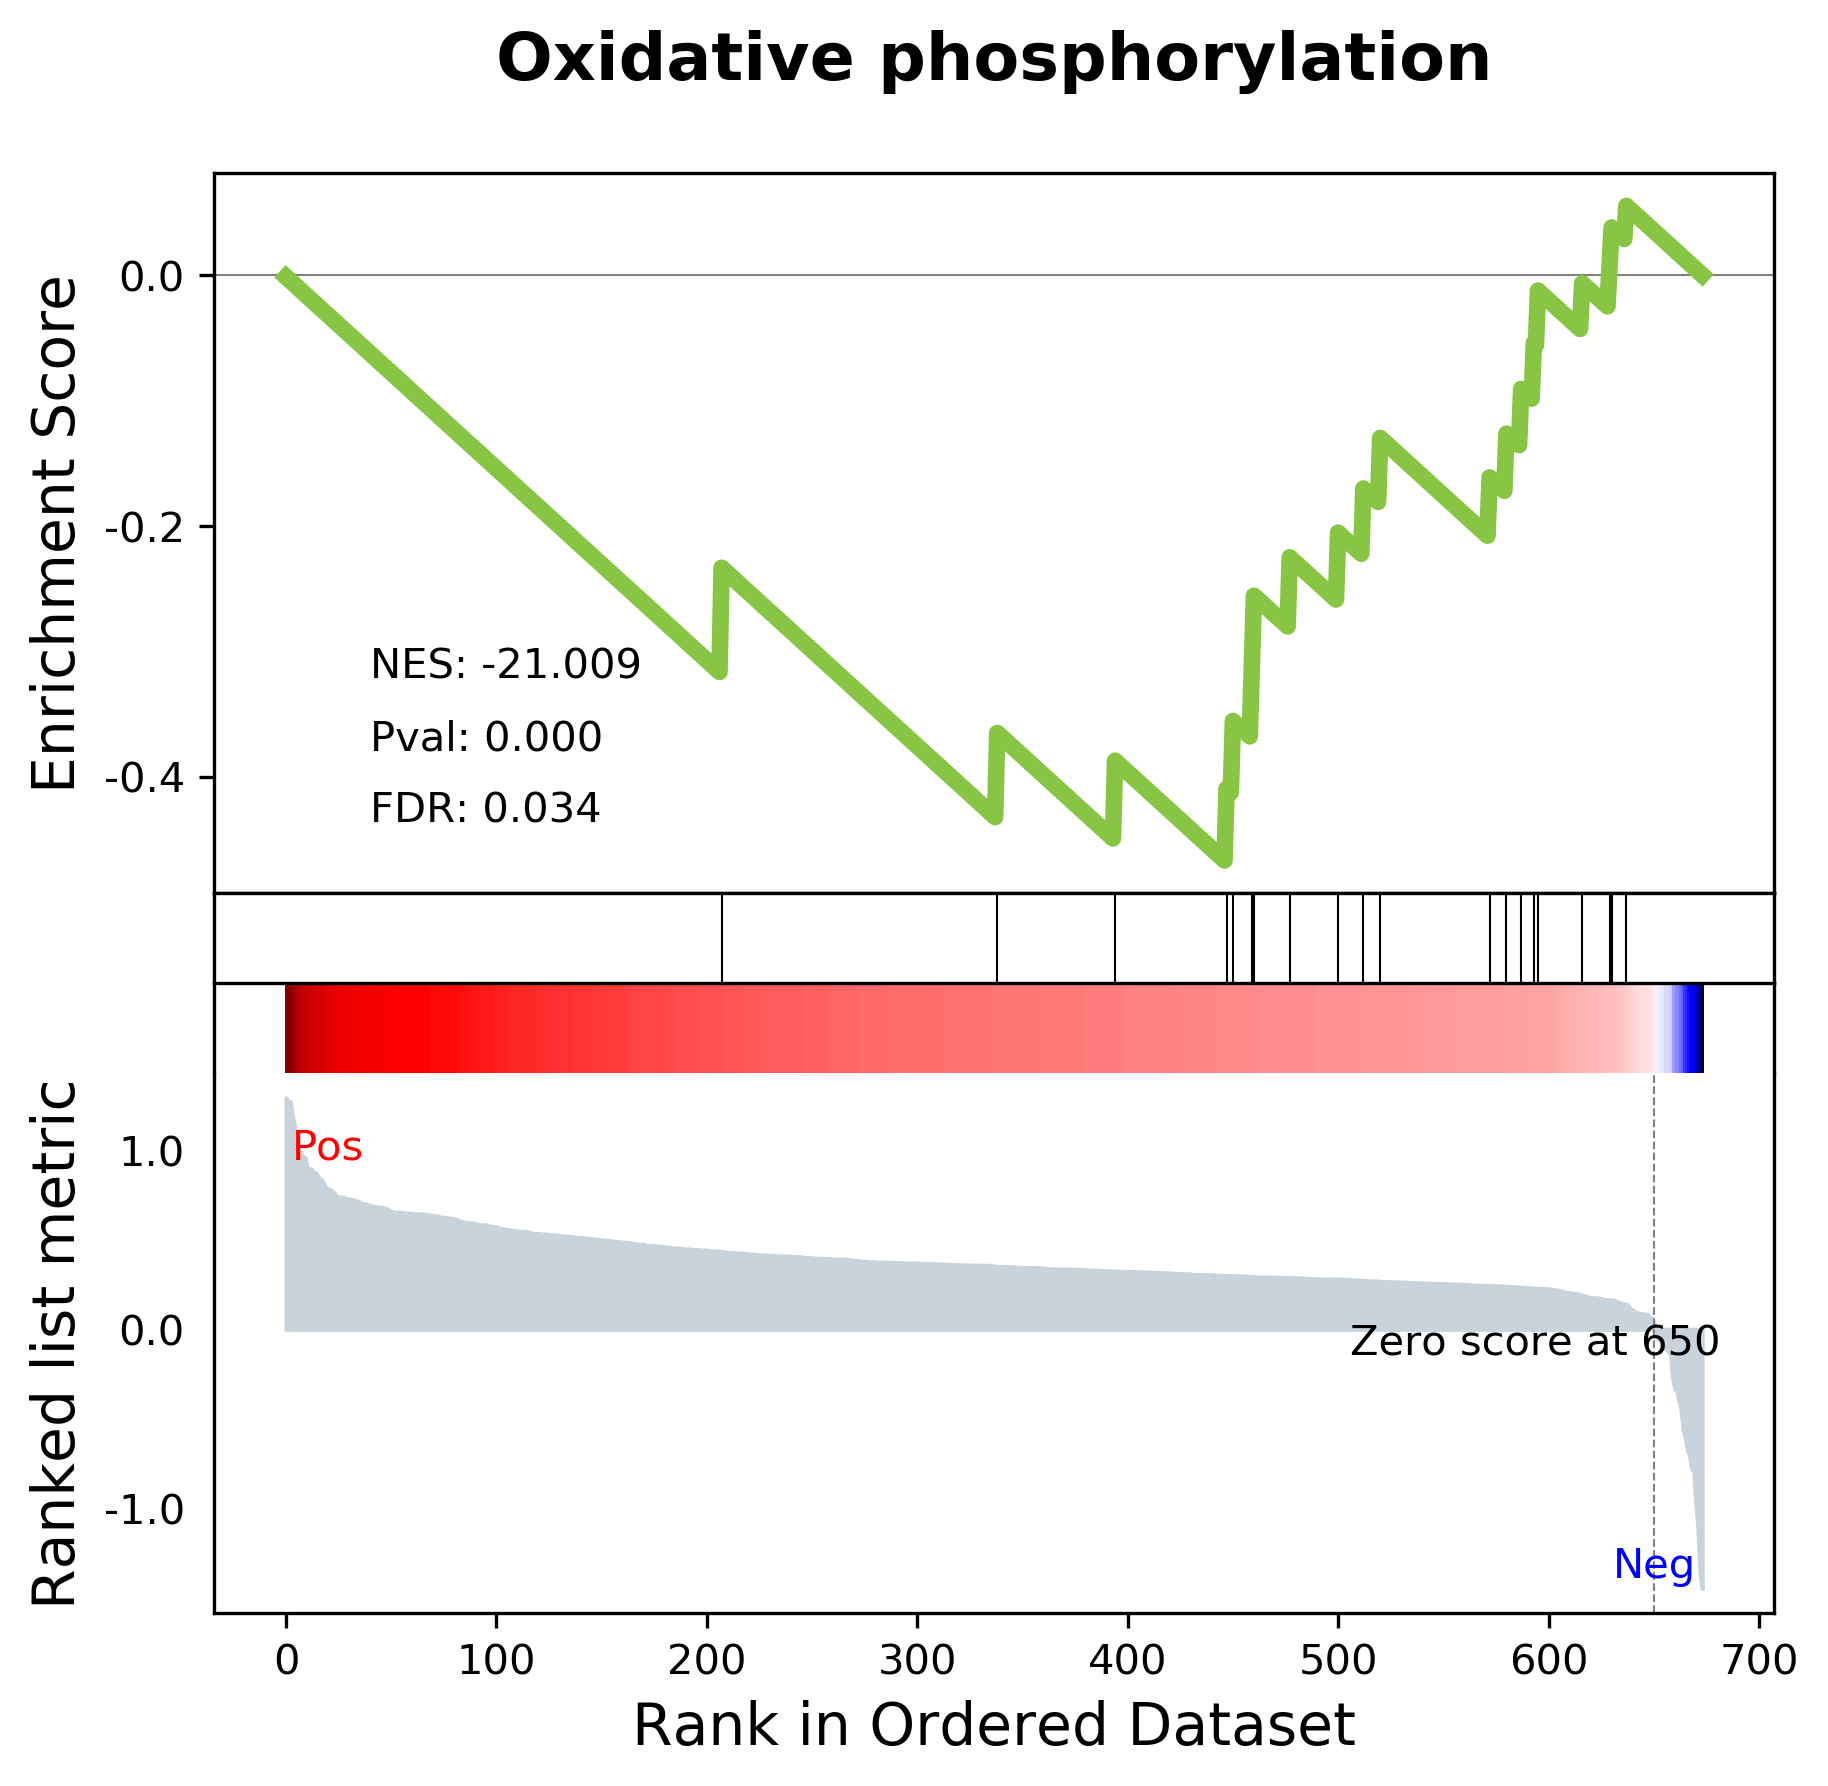 Oxidative phosphorylation
Enrichment Score
0.0
-0.2
-0.4
NES: -21.009
Pval: 0.000
FDR: 0.034
Ranked list metric
1.0
0.0
-1.0
Pos
Zero score at 650
Neg
0 100 200 300 400 500 600 700
Rank in Ordered Dataset